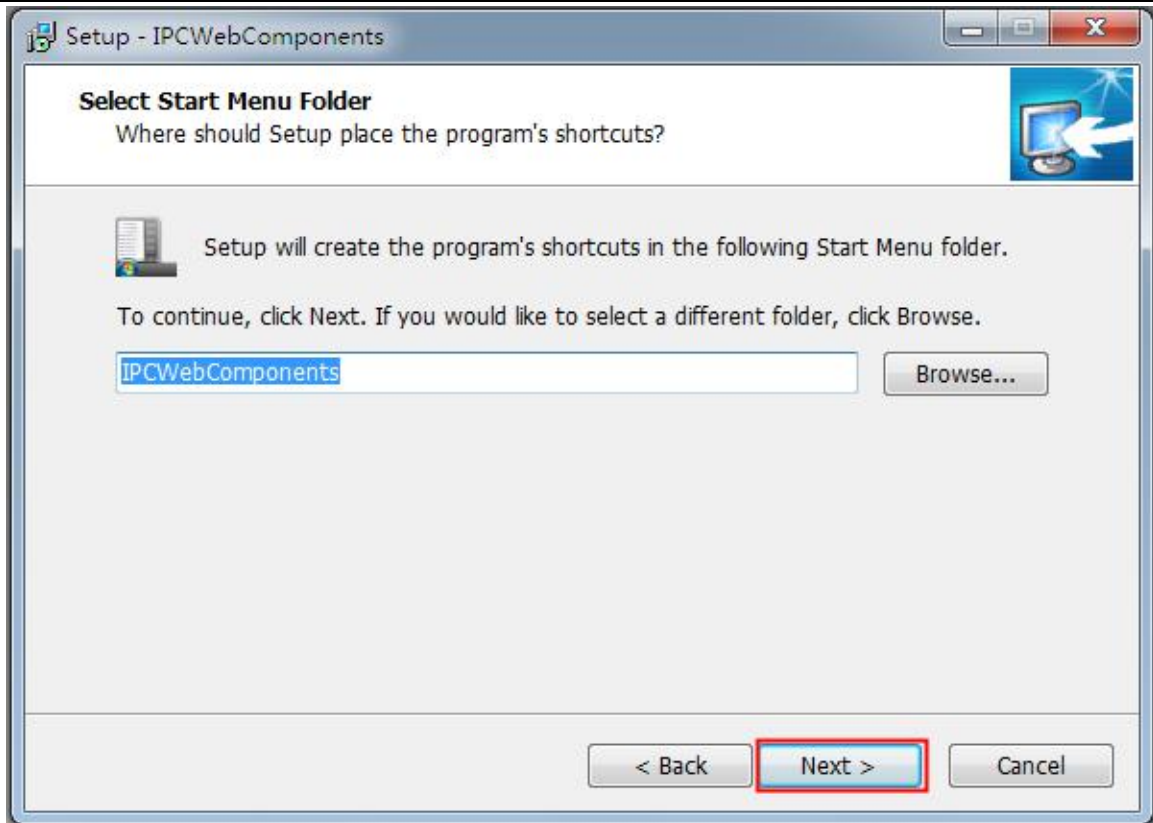 Setup - IPCWebComponents
Select Start Menu Folder
Where should Setup place the program's shortcuts?
Setup will create the program's shortcuts in the following Start Menu folder.
To continue, click Next. If you would like to select a different folder, click Browse.
IPCWebComponents
Browse...
< Back
Next >
Cancel